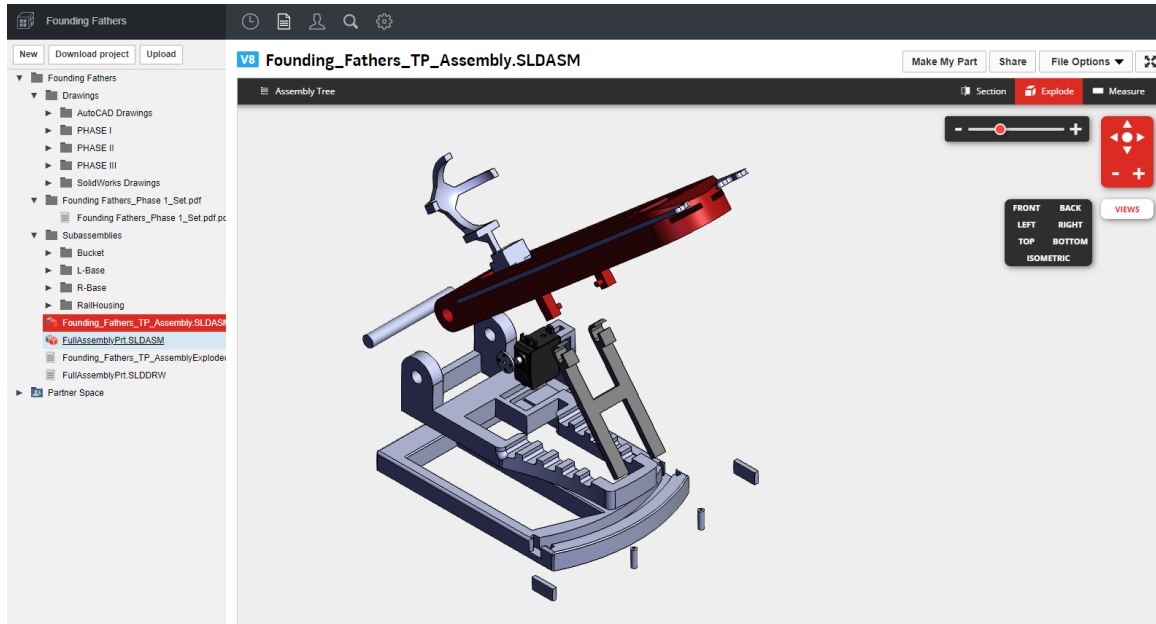 Founding Fathers
New Download project Upload
Founding Fathers
Drawings
AutoCAD Drawings
PHASE I
PHASE II
PHASE III
SolidWorks Drawings
Founding Fathers_Phase 1_Set.pdf
Founding Fathers_Phase 1_Set.pdf.pd
Subassemblies
Bucket
L-Base
R-Base
RailHousing
Founding_Fathers_TP_Assembly.SLDASM
FullAssemblyPrt.SLDASM
Founding_Fathers_TP_AssemblyExploded
FullAssemblyPrt.SLDDRW
Partner Space
V8 Founding_Fathers_TP_Assembly.SLDASM
Make My Part Share File Options
Assembly Tree Section Explode Measure
- +
- +
VIEWS
FRONT BACK
LEFT RIGHT
TOP BOTTOM
ISOMETRIC